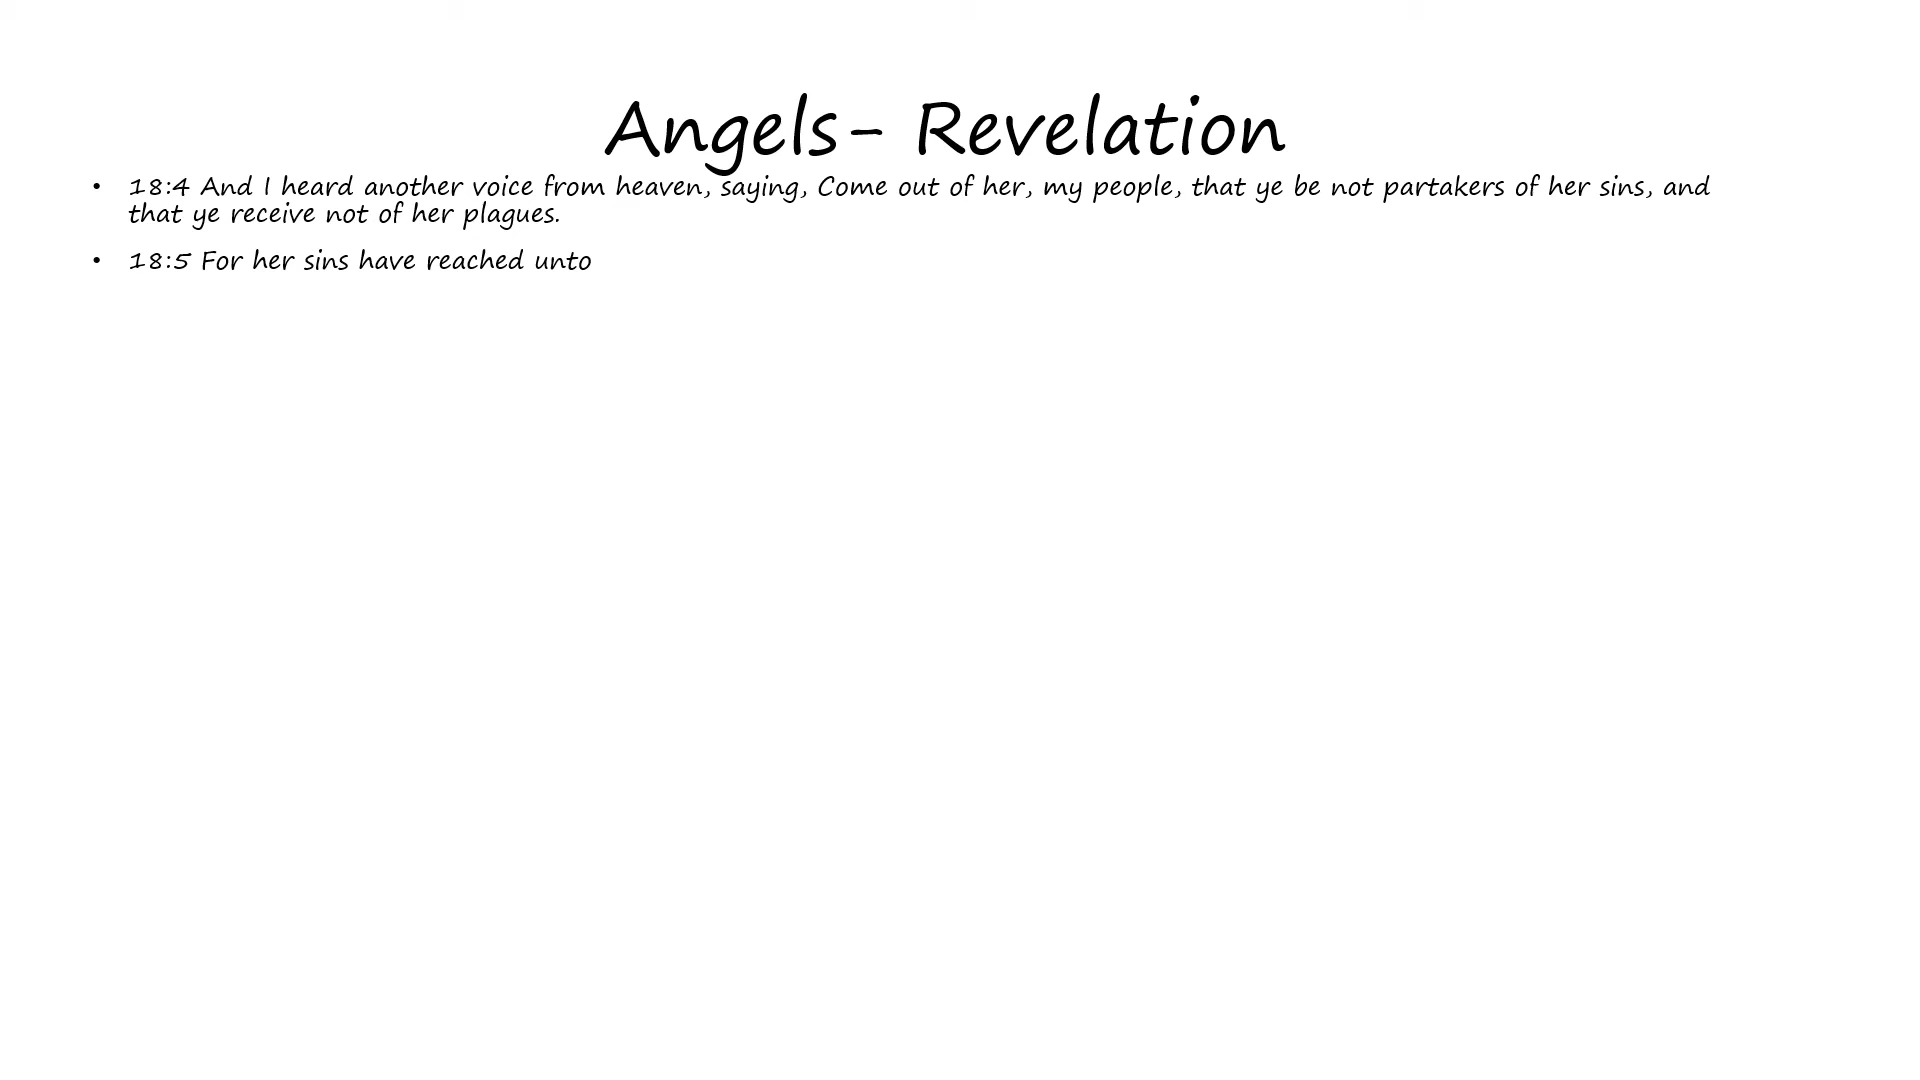 Angels- Revelation
• 18:4 And I heard another voice from heaven, saying, Come out of her, my people, that ye be not partakers of her sins, and
that ye receive not of her plagues.
• 18:5 For her sins have reached unto